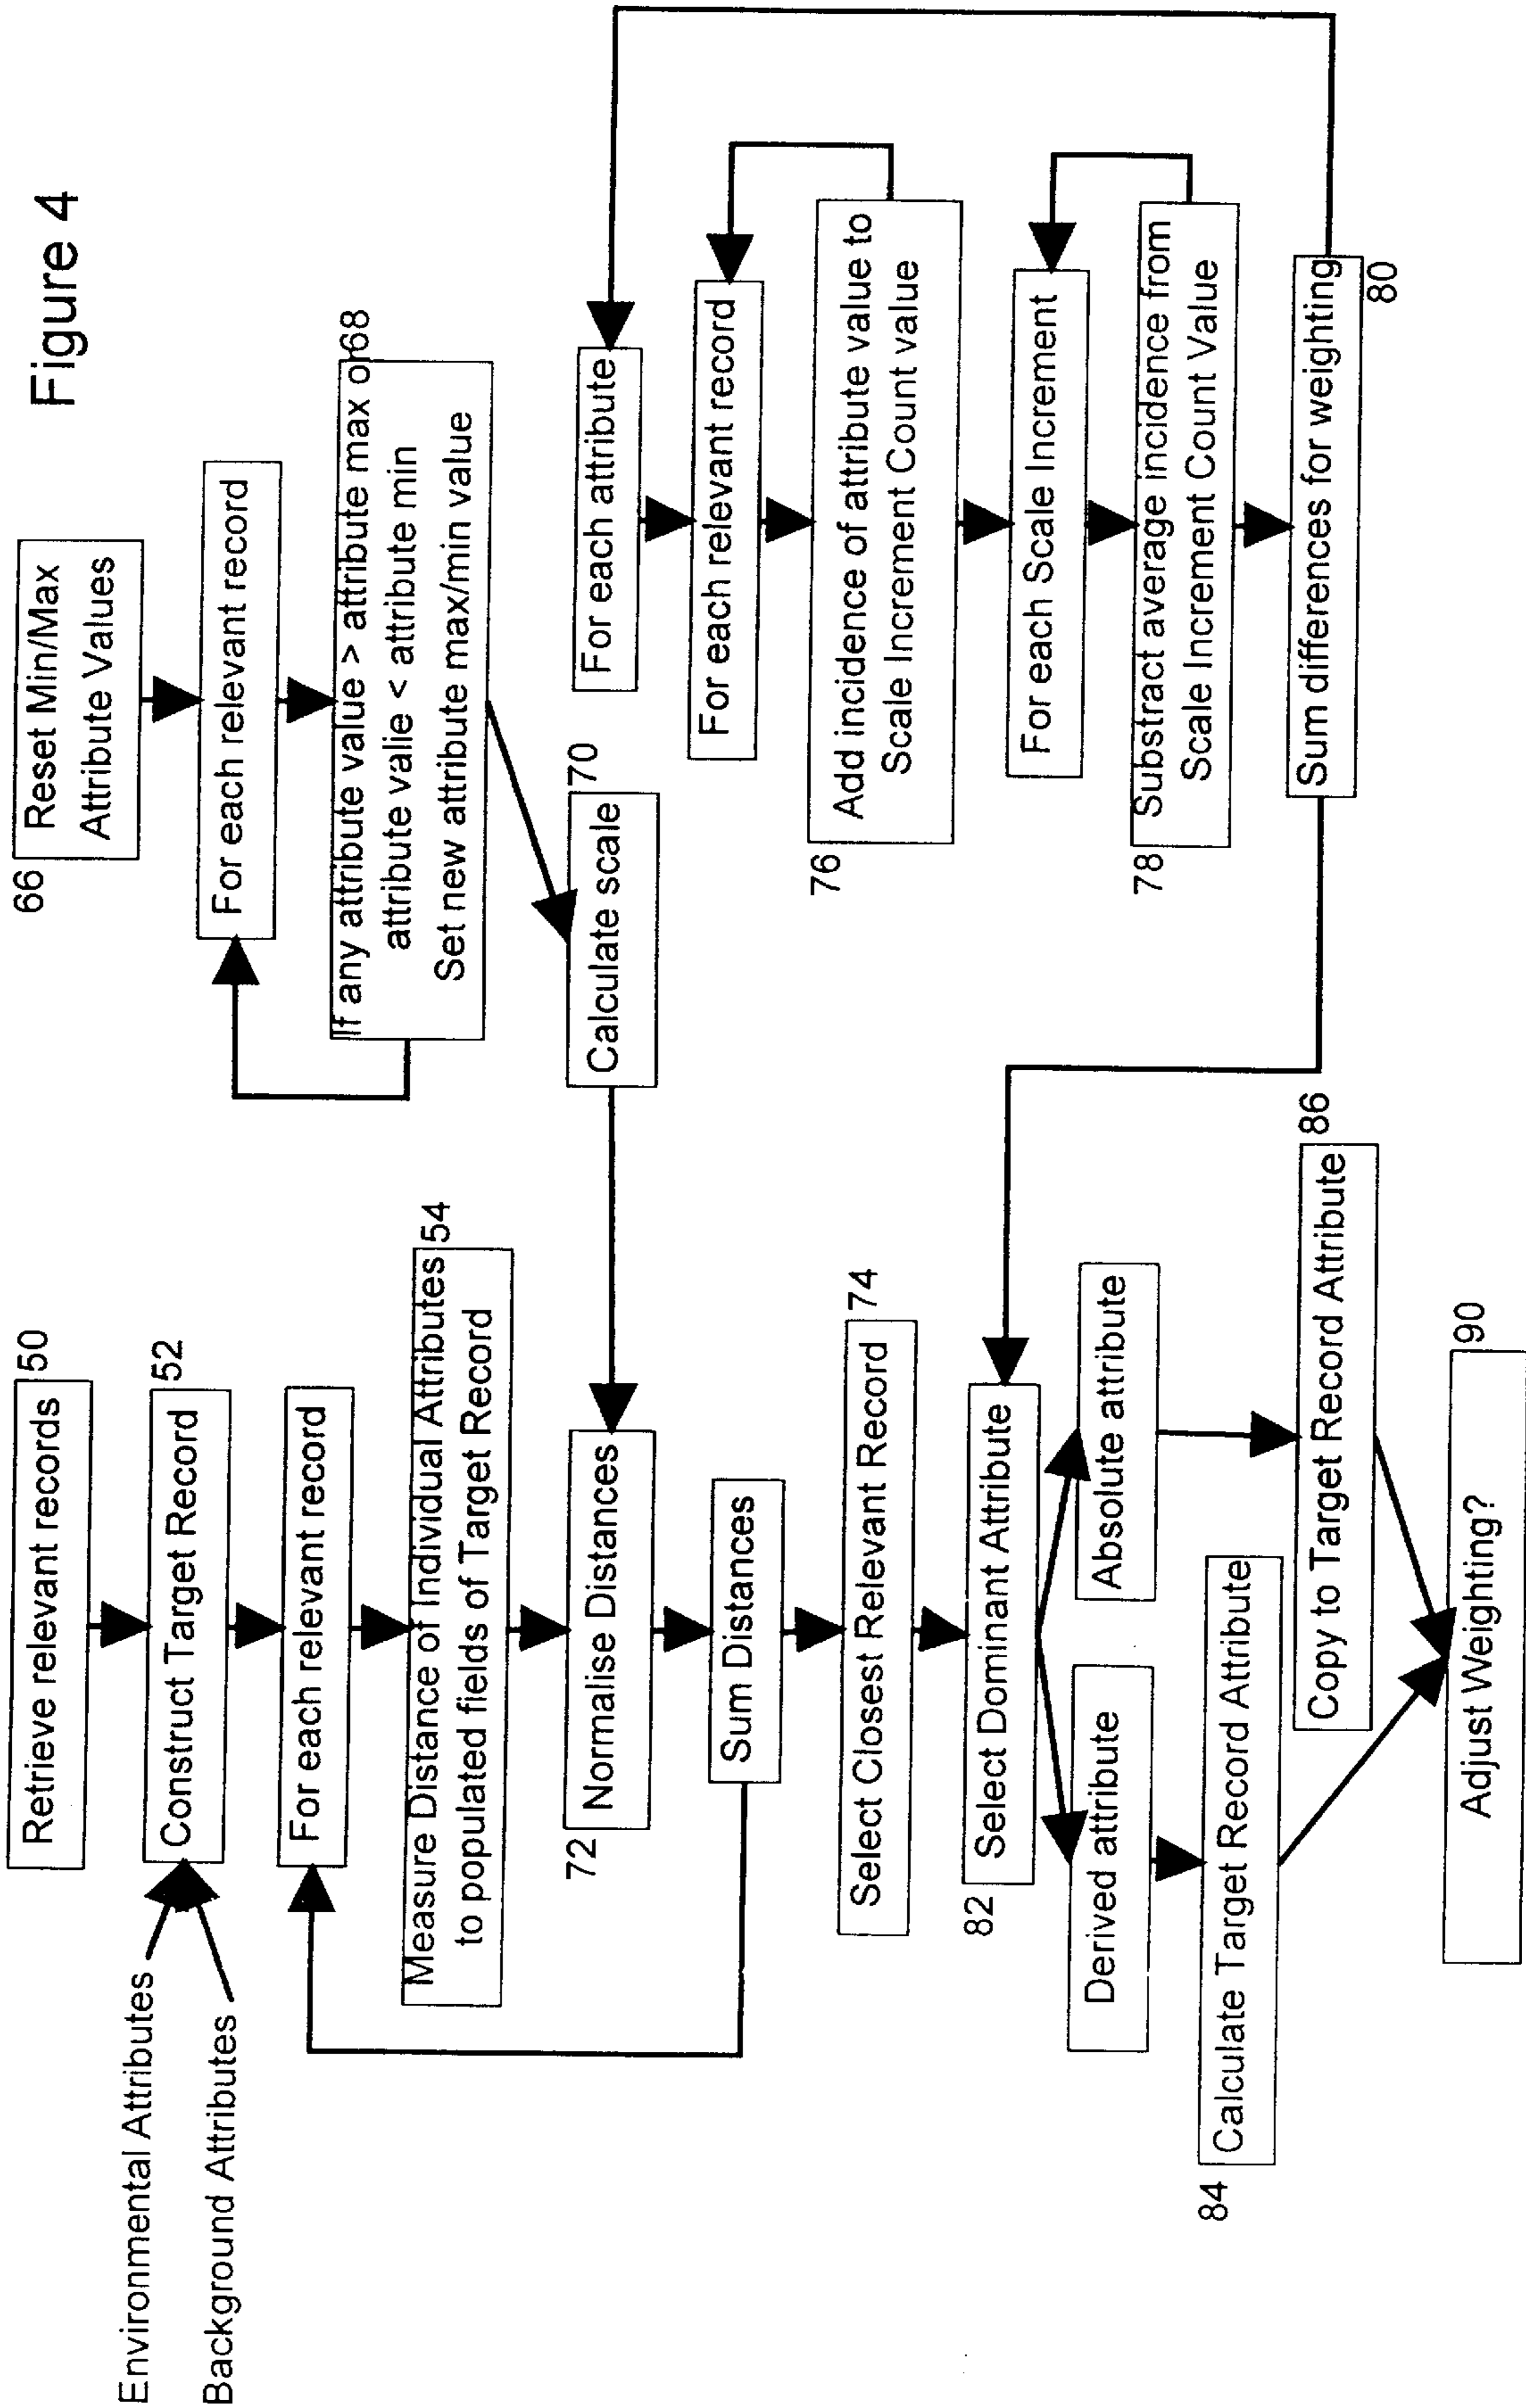 Figure 4
Environmental Attributes
Background Attributes
Retrieve relevant records
50
Construct Target Record
52
For each relevant record
Measure Distance of Individual Attributes
to populated fields of Target Record
54
72
Normalise Distances
Sum Distances
Select Closest Relevant Record
74
82
Select Dominant Attribute
Derived attribute
Absolute attribute
84
Calculate Target Record Attribute
Copy to Target Record Attribute
86
Adjust Weighting?
90
66
Reset Min/Max
Attribute Values
For each relevant record
If any attribute value > attribute max or
attribute valie < attribute min
Set new attribute max/min value
68
Calculate scale
70
For each attribute
For each relevant record
76
Add incidence of attribute value to
Scale Increment Count value
For each Scale Increment
78
Substract average incidence from
Scale Increment Count Value
Sum differences for weighting
80